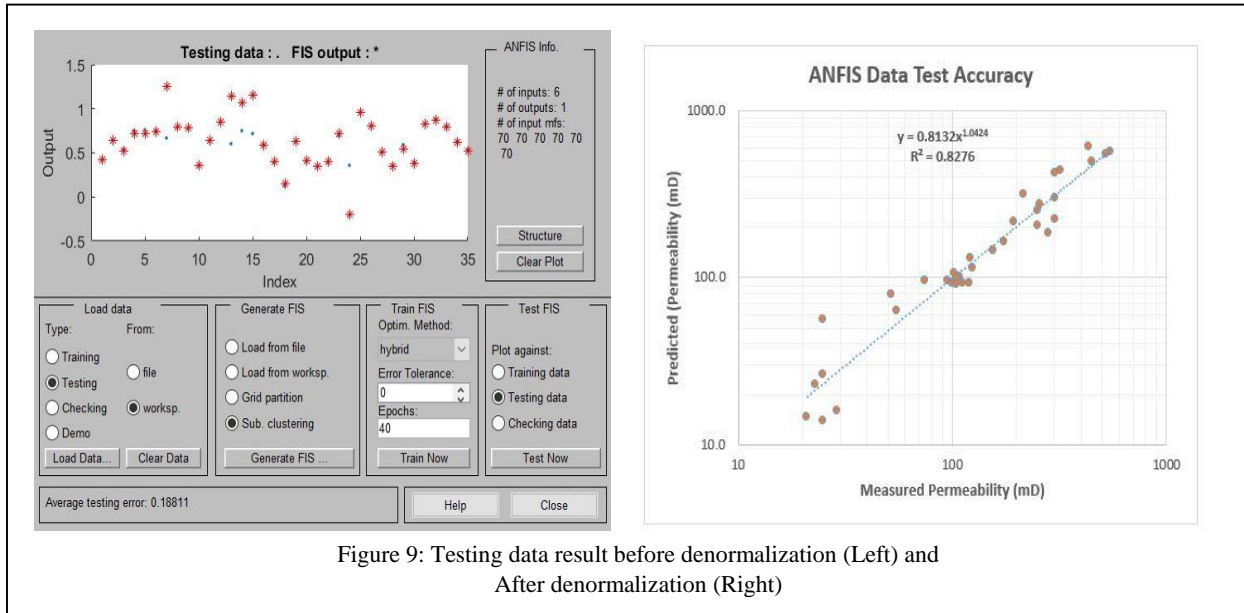 Testing data : .   FIS output : *
1.5
1
0.5
0
-0.5
Output
0 5 10 15 20 25 30 35
Index
ANFIS Info.
# of inputs: 6
# of outputs: 1
# of input mfs:
70 70 70 70 70
70
Structure
Clear Plot
Load data
Type:
From:
Training
Testing
Checking
Demo
file
worksp.
Load Data...
Clear Data
Generate FIS
Load from file
Load from worksp.
Grid partition
Sub. clustering
Generate FIS ...
Train FIS
Optim. Method:
hybrid
Error Tolerance:
0
Epochs:
40
Train Now
Test FIS
Plot against:
Training data
Testing data
Checking data
Test Now
Average testing error: 0.18811
Help
Close
ANFIS Data Test Accuracy
1000.0
y = 0.8132x^1.0424
R² = 0.8276
100.0
10.0
Predicted (Permeability (mD)
10 100 1000
Measured Permeability (mD)
Figure 9: Testing data result before denormalization (Left) and
After denormalization (Right)